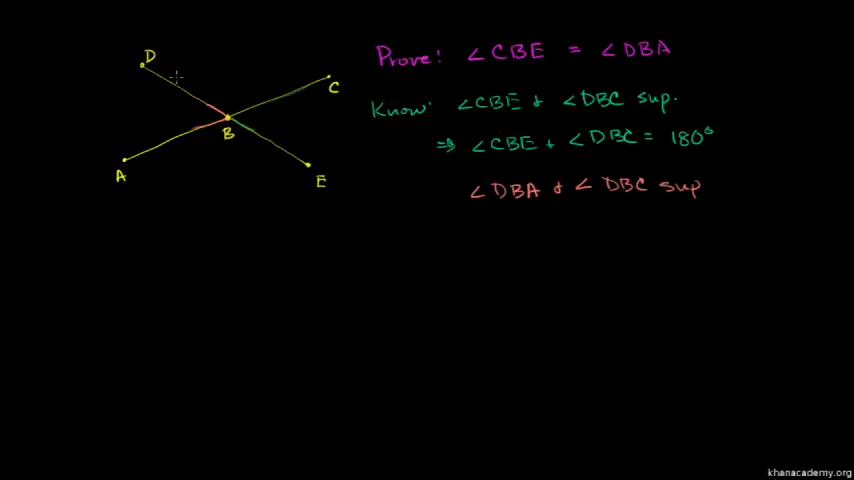 D
C
B
A
E
Prove: ∠CBE = ∠DBA
Know: ∠CBE & ∠DBC sup.
⇒ ∠CBE + ∠DBC = 180°
∠DBA & ∠DBC sup
khanacademy.org